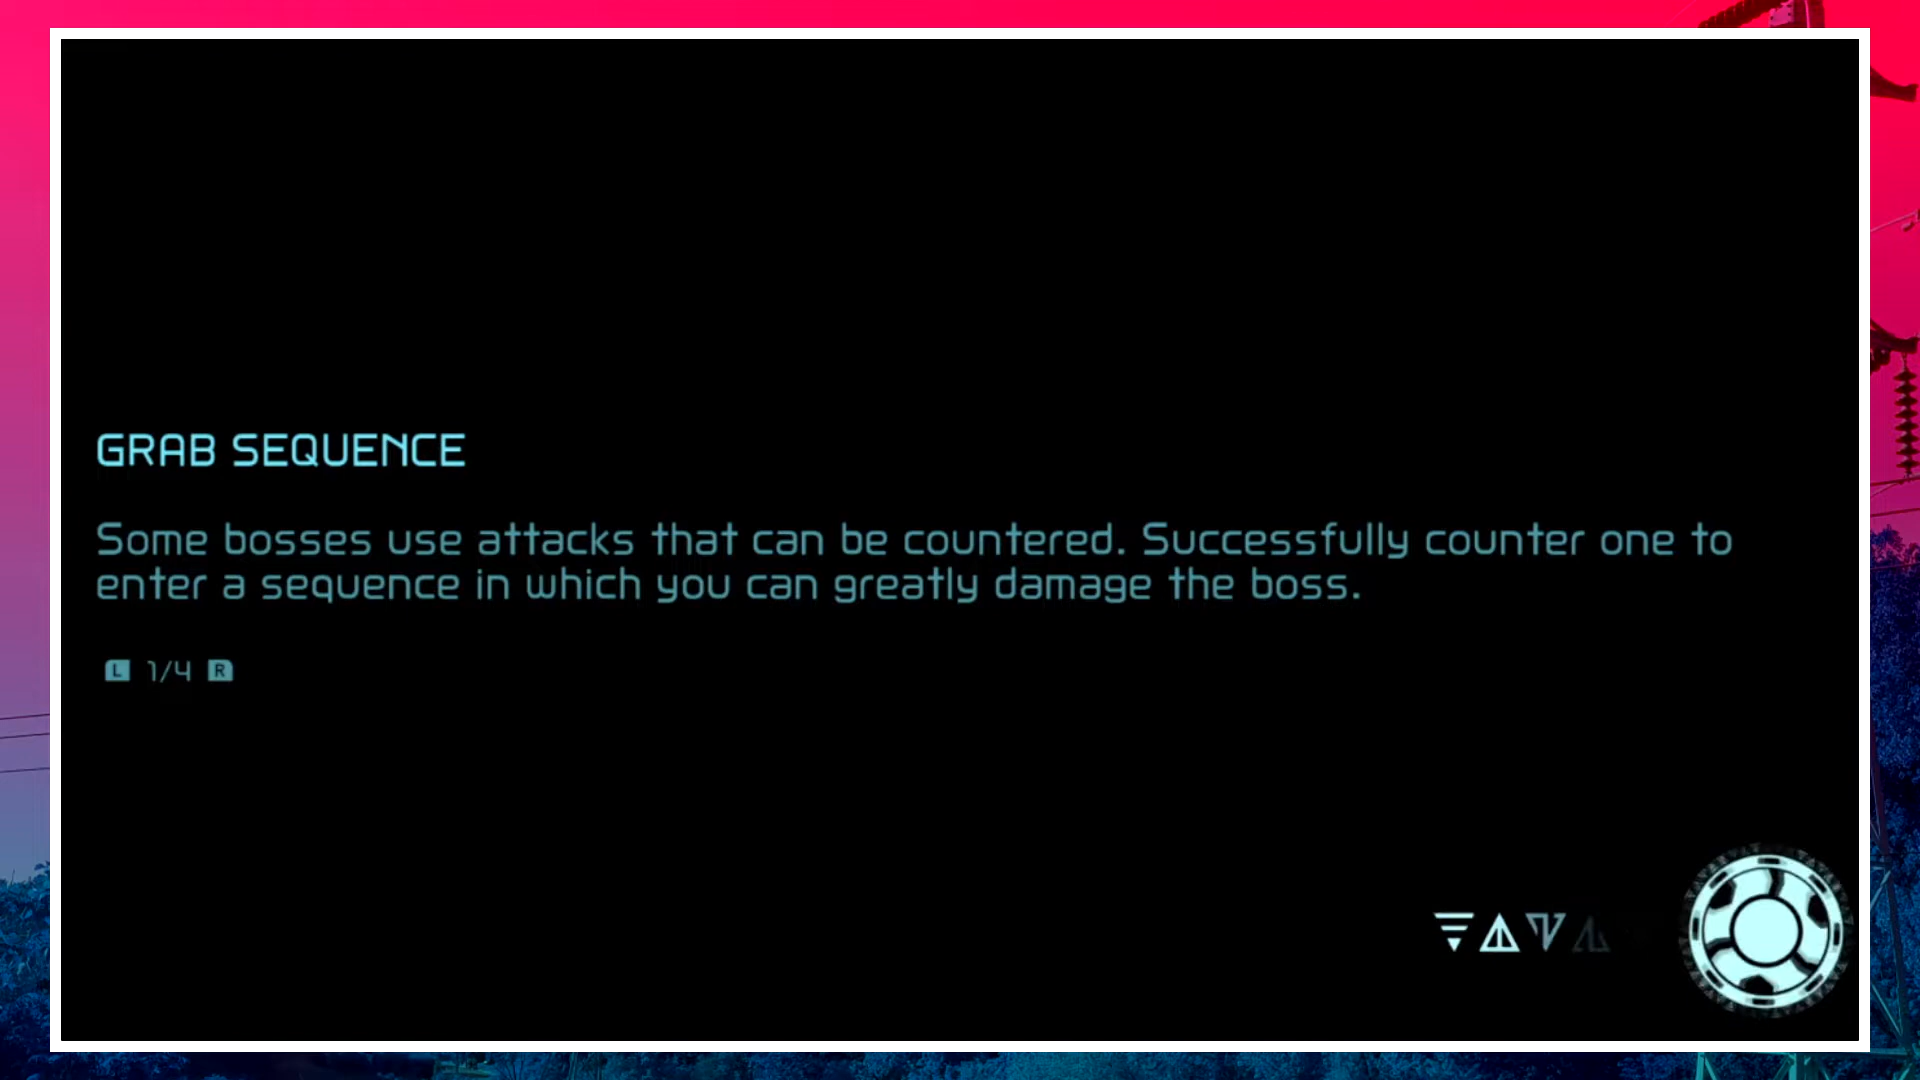 GRAB SEQUENCE
Some bosses use attacks that can be countered. Successfully counter one to
enter a sequence in which you can greatly damage the boss.
L 1/4 R